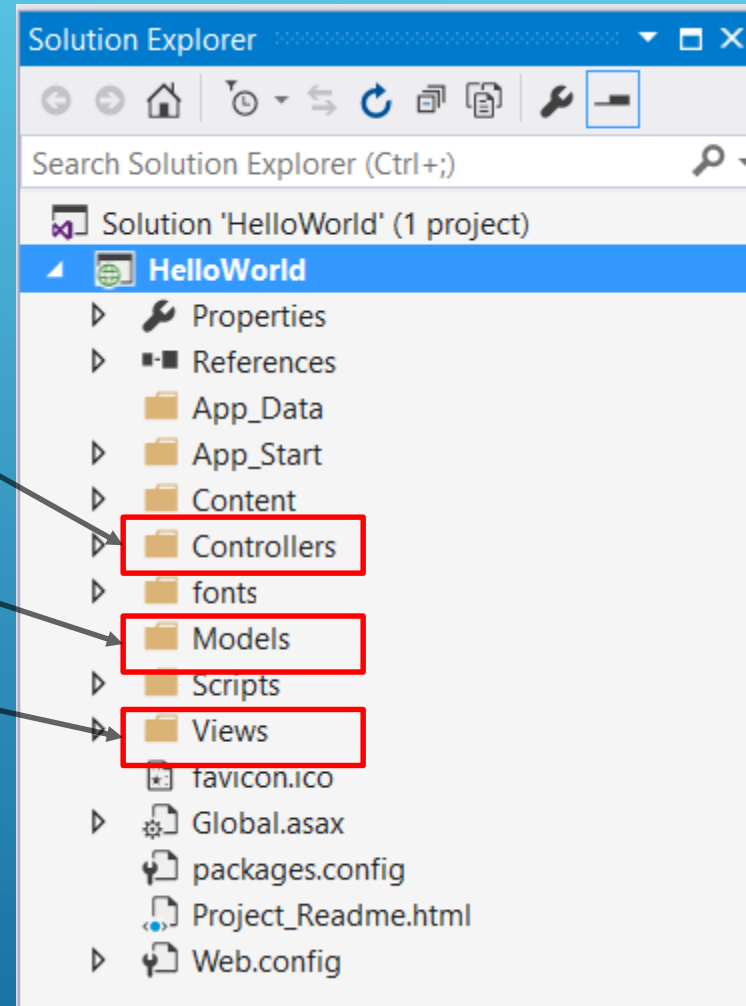 Solution Explorer
Search Solution Explorer (Ctrl+;)
Solution 'HelloWorld' (1 project)
HelloWorld
Properties
References
App_Data
App_Start
Content
Controllers
fonts
Models
Scripts
Views
favicon.ico
Global.asax
packages.config
Project_Readme.html
Web.config